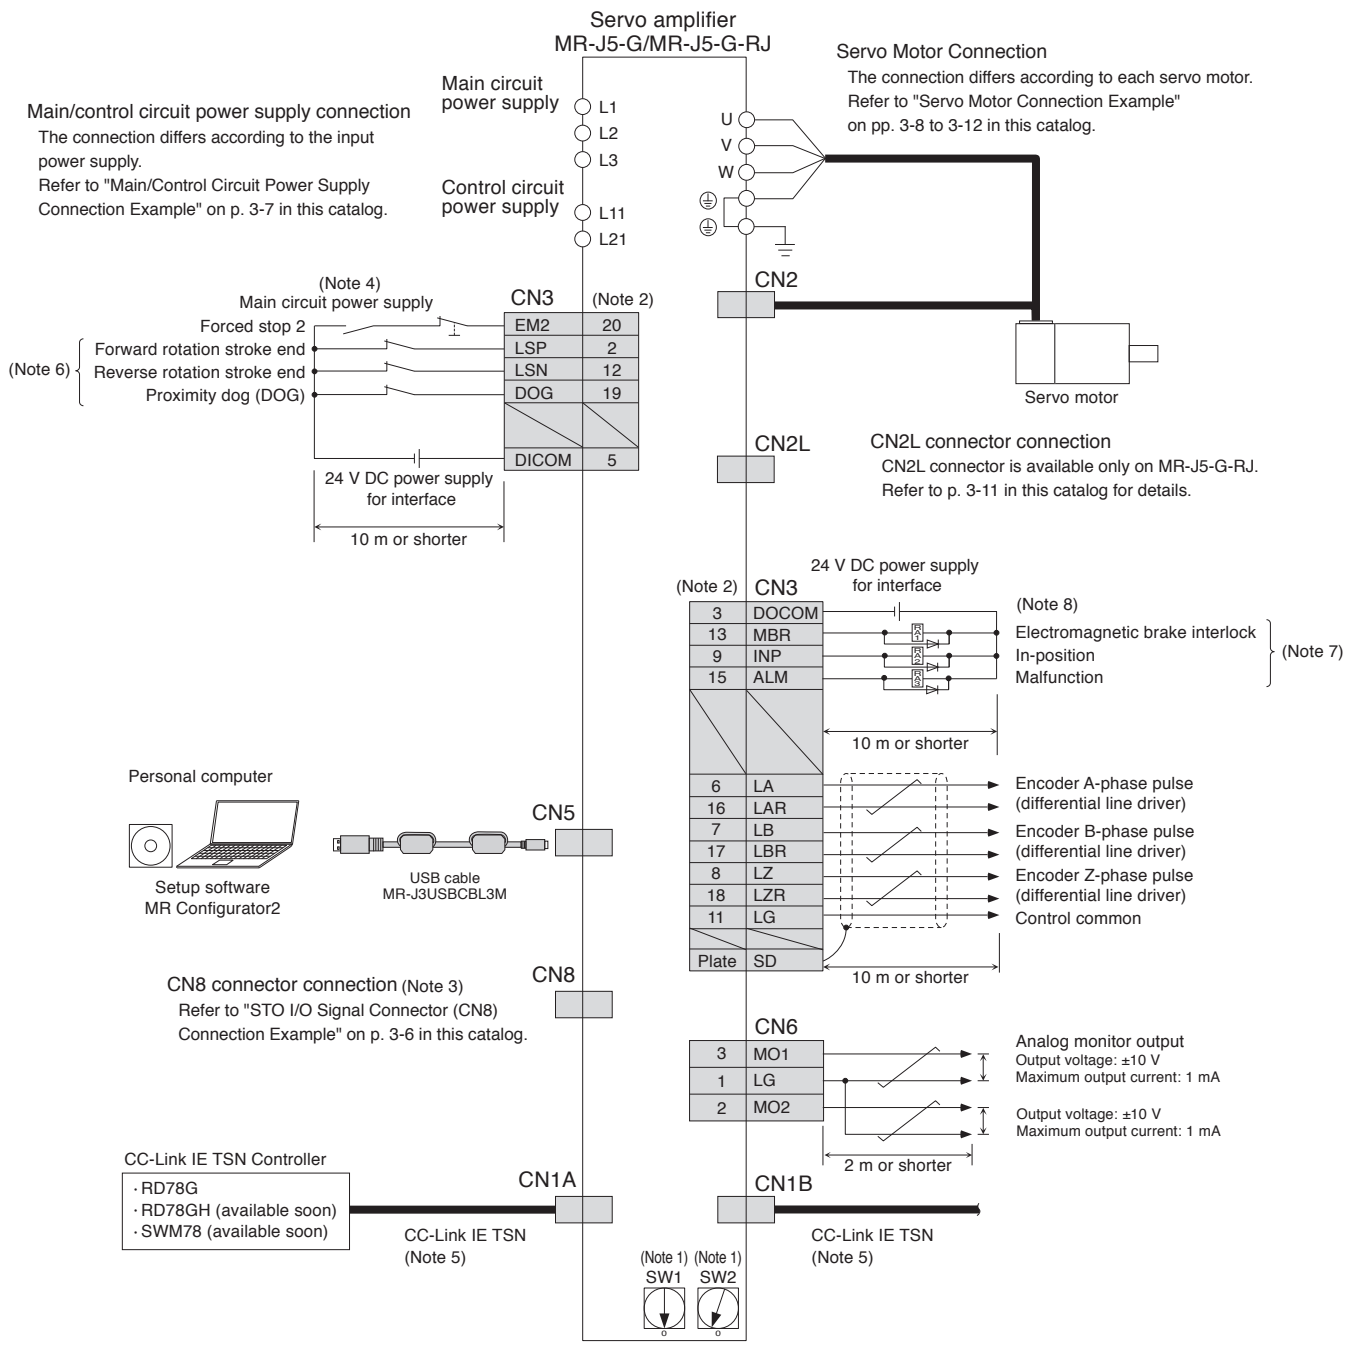 Servo amplifier
MR-J5-G/MR-J5-G-RJ
Main/control circuit power supply connection
The connection differs according to the input
power supply.
Refer to "Main/Control Circuit Power Supply
Connection Example" on p. 3-7 in this catalog.
Main circuit
power supply
L1
L2
L3
Control circuit
power supply
L11
L21
U
V
W
Servo Motor Connection
The connection differs according to each servo motor.
Refer to "Servo Motor Connection Example"
on pp. 3-8 to 3-12 in this catalog.
CN2
Servo motor
(Note 4)
Main circuit power supply
CN3
(Note 2)
Forced stop 2
EM2 20
(Note 6)
Forward rotation stroke end
LSP 2
Reverse rotation stroke end
LSN 12
Proximity dog (DOG)
DOG 19
DICOM 5
24 V DC power supply
for interface
10 m or shorter
CN2L
CN2L connector connection
CN2L connector is available only on MR-J5-G-RJ.
Refer to p. 3-11 in this catalog for details.
24 V DC power supply
for interface
(Note 2)
CN3
3 DOCOM
(Note 8)
13 MBR
RA1
Electromagnetic brake interlock
9 INP
RA2
In-position
15 ALM
RA3
Malfunction
(Note 7)
10 m or shorter
6 LA
Encoder A-phase pulse
16 LAR
(differential line driver)
7 LB
Encoder B-phase pulse
17 LBR
(differential line driver)
8 LZ
Encoder Z-phase pulse
18 LZR
(differential line driver)
11 LG
Control common
Plate SD
10 m or shorter
Personal computer
Setup software
MR Configurator2
USB cable
MR-J3USBCBL3M
CN5
CN8
CN8 connector connection (Note 3)
Refer to "STO I/O Signal Connector (CN8)
Connection Example" on p. 3-6 in this catalog.
CN6
3 MO1
1 LG
2 MO2
Analog monitor output
Output voltage: ±10 V
Maximum output current: 1 mA
Output voltage: ±10 V
Maximum output current: 1 mA
2 m or shorter
CC-Link IE TSN Controller
· RD78G
· RD78GH (available soon)
· SWM78 (available soon)
CN1A
CC-Link IE TSN
(Note 5)
CN1B
CC-Link IE TSN
(Note 5)
(Note 1) (Note 1)
SW1 SW2
0 0